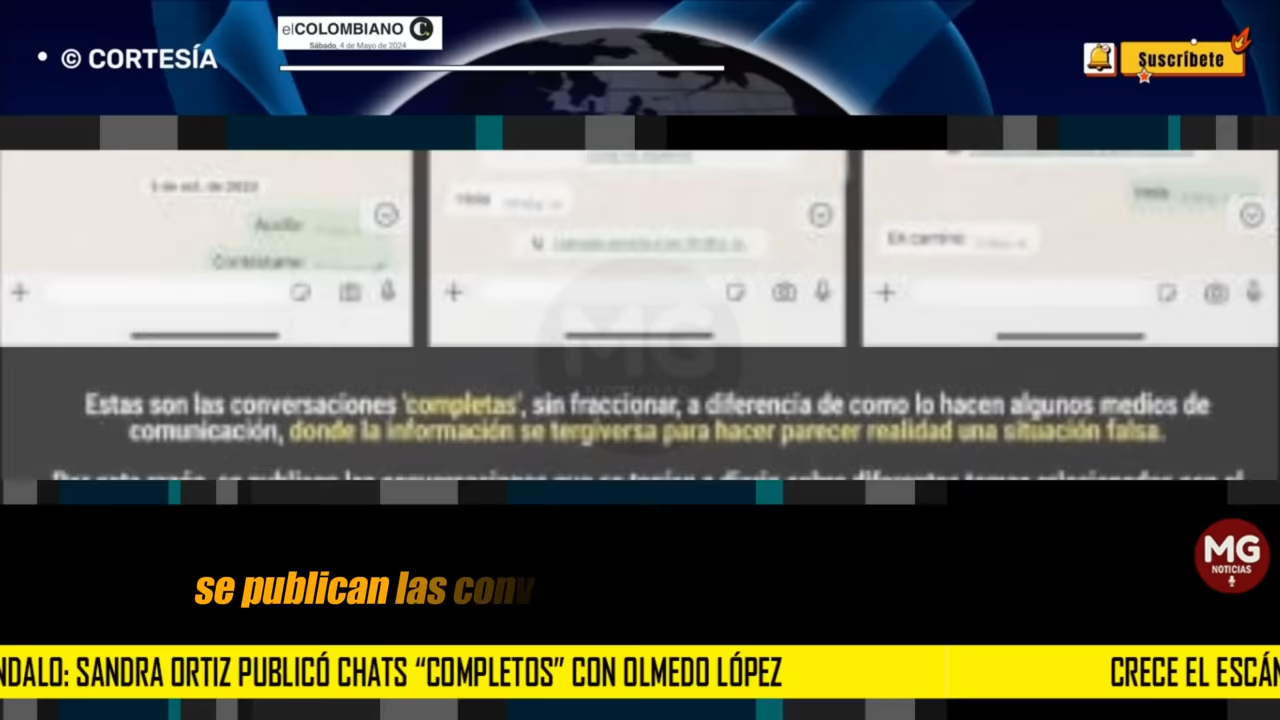 elCOLOMBIANO C
Sábado, 4 de Mayo de 2024
• © CORTESÍA
Suscríbete
Auxilio
Contéstame
Hola
Hola
En camino
MG
Estas son las conversaciones 'completas', sin fraccionar, a diferencia de como lo hacen algunos medios de
comunicación, donde la información se tergiversa para hacer parecer realidad una situación falsa.
se publican las conv
MG
NOTICIAS
NDALO: SANDRA ORTIZ PUBLICÓ CHATS “COMPLETOS” CON OLMEDO LÓPEZ
CRECE EL ESCÁN